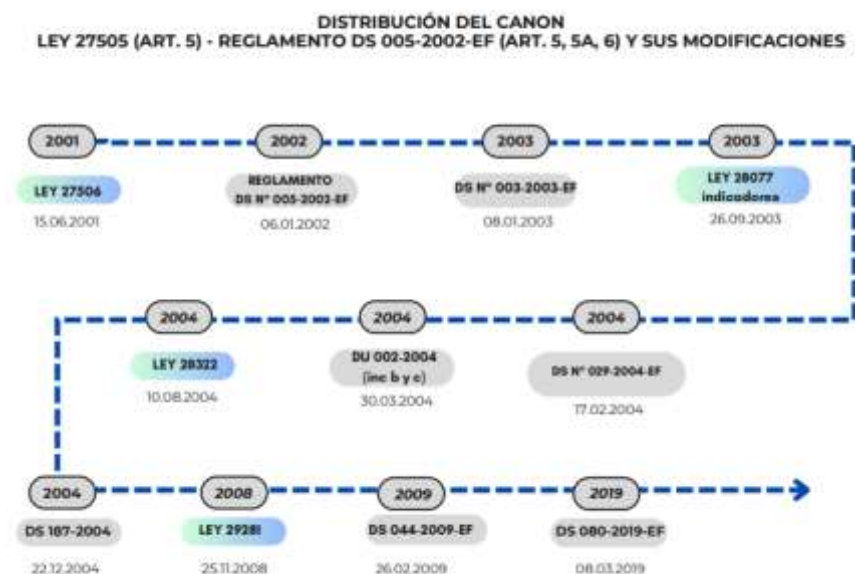 DISTRIBUCIÓN DEL CANON
LEY 27505 (ART. 5) - REGLAMENTO DS 005-2002-EF (ART. 5, 5A, 6) Y SUS MODIFICACIONES
2001
2002
2003
2003
LEY 27506
REGLAMENTO
DS Nº 005-2002-EF
DS Nº 003-2003-EF
LEY 28077
indicadores
15.06.2001
06.01.2002
08.01.2003
26.09.2003
2004
2004
2004
LEY 28322
DU 002-2004
(inc b y c)
DS Nº 029-2004-EF
10.08.2004
30.03.2004
17.02.2004
2004
2008
2009
2019
DS 187-2004
LEY 29281
DS 044-2009-EF
DS 080-2019-EF
22.12.2004
25.11.2008
26.02.2009
08.03.2019